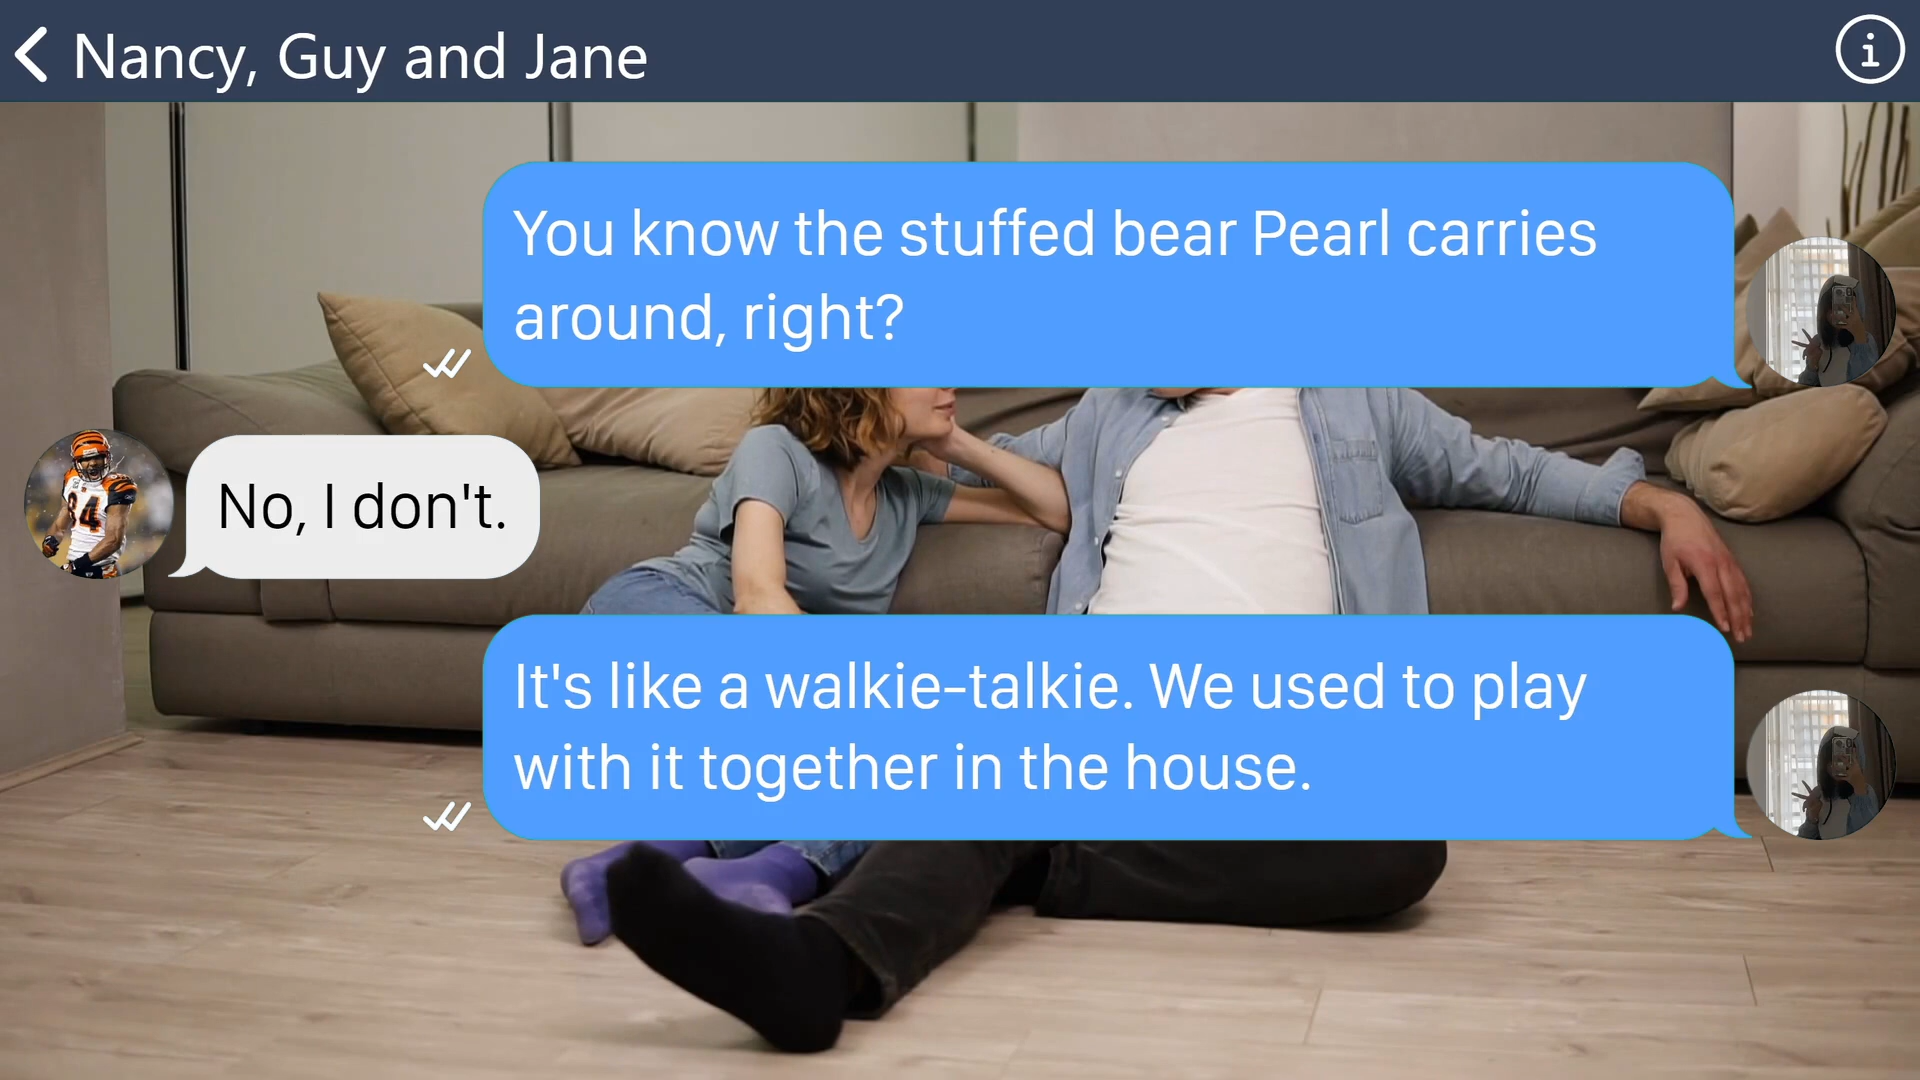 Nancy, Guy and Jane
You know the stuffed bear Pearl carries
around, right?
84
No, I don't.
It's like a walkie-talkie. We used to play
with it together in the house.